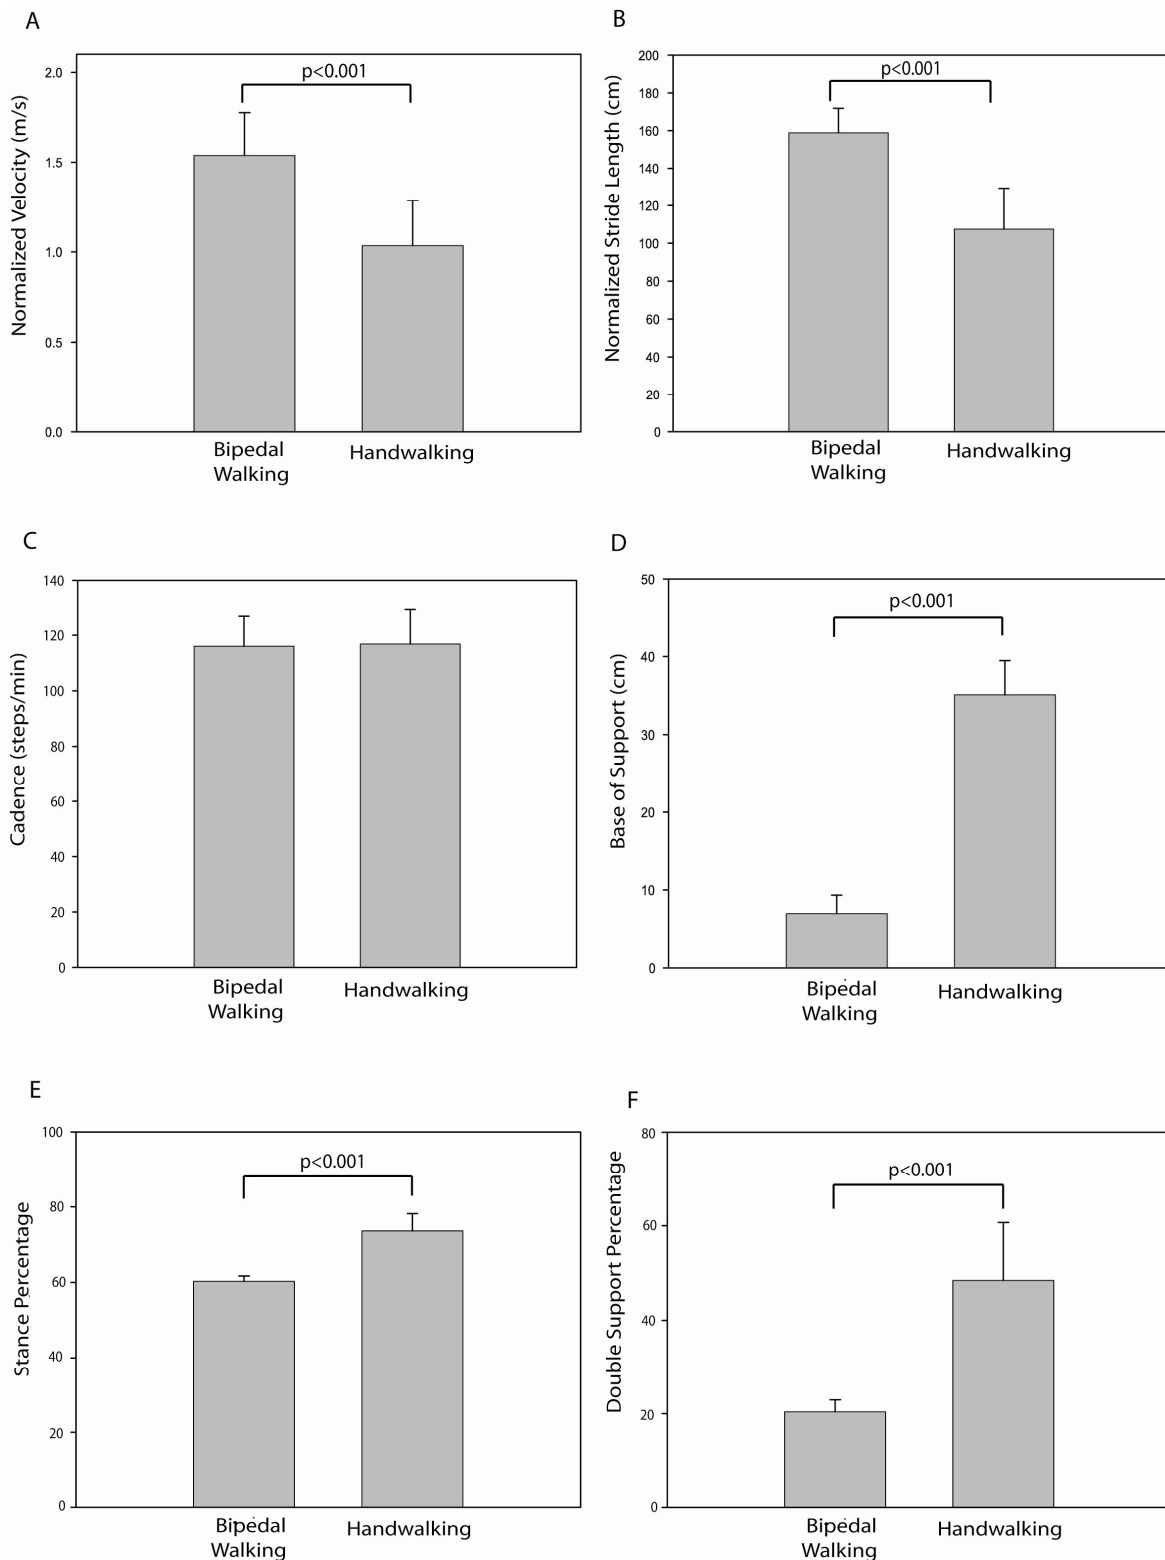 A
Normalized Velocity (m/s)
2.0
1.5
1.0
0.5
0.0
p<0.001
Bipedal
Walking
Handwalking
B
Normalized Stride Length (cm)
200
180
160
140
120
100
80
60
40
20
0
p<0.001
Bipedal
Walking
Handwalking
C
Cadence (steps/min)
140
120
100
80
60
40
20
0
Bipedal
Walking
Handwalking
D
Base of Support (cm)
50
40
30
20
10
0
p<0.001
Bipedal
Walking
Handwalking
E
Stance Percentage
100
80
60
40
20
0
p<0.001
Bipedal
Walking
Handwalking
F
Double Support Percentage
80
60
40
20
0
p<0.001
Bipedal
Walking
Handwalking